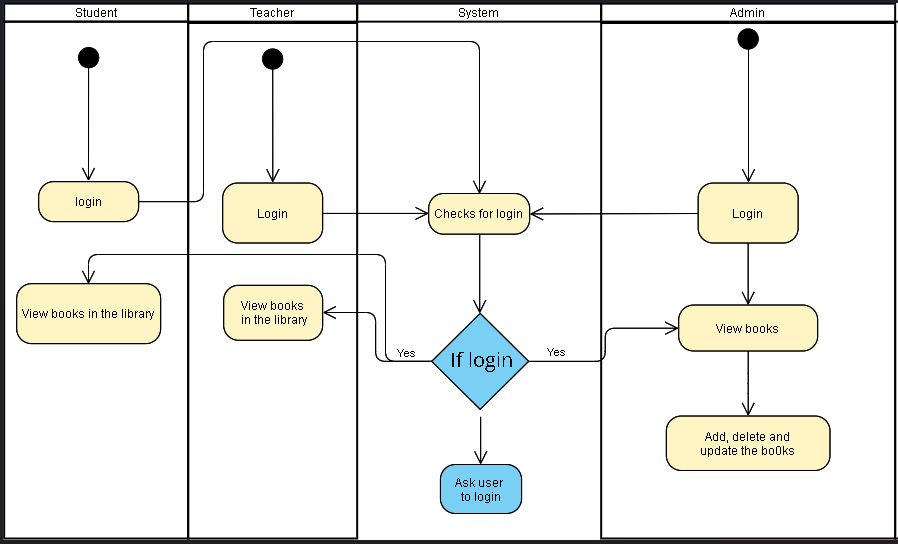 Student
Teacher
System
Admin
login
Login
Checks for login
Login
View books in the library
View books
in the library
Yes
If login
Yes
View books
Add, delete and
update the bo0ks
Ask user
to login